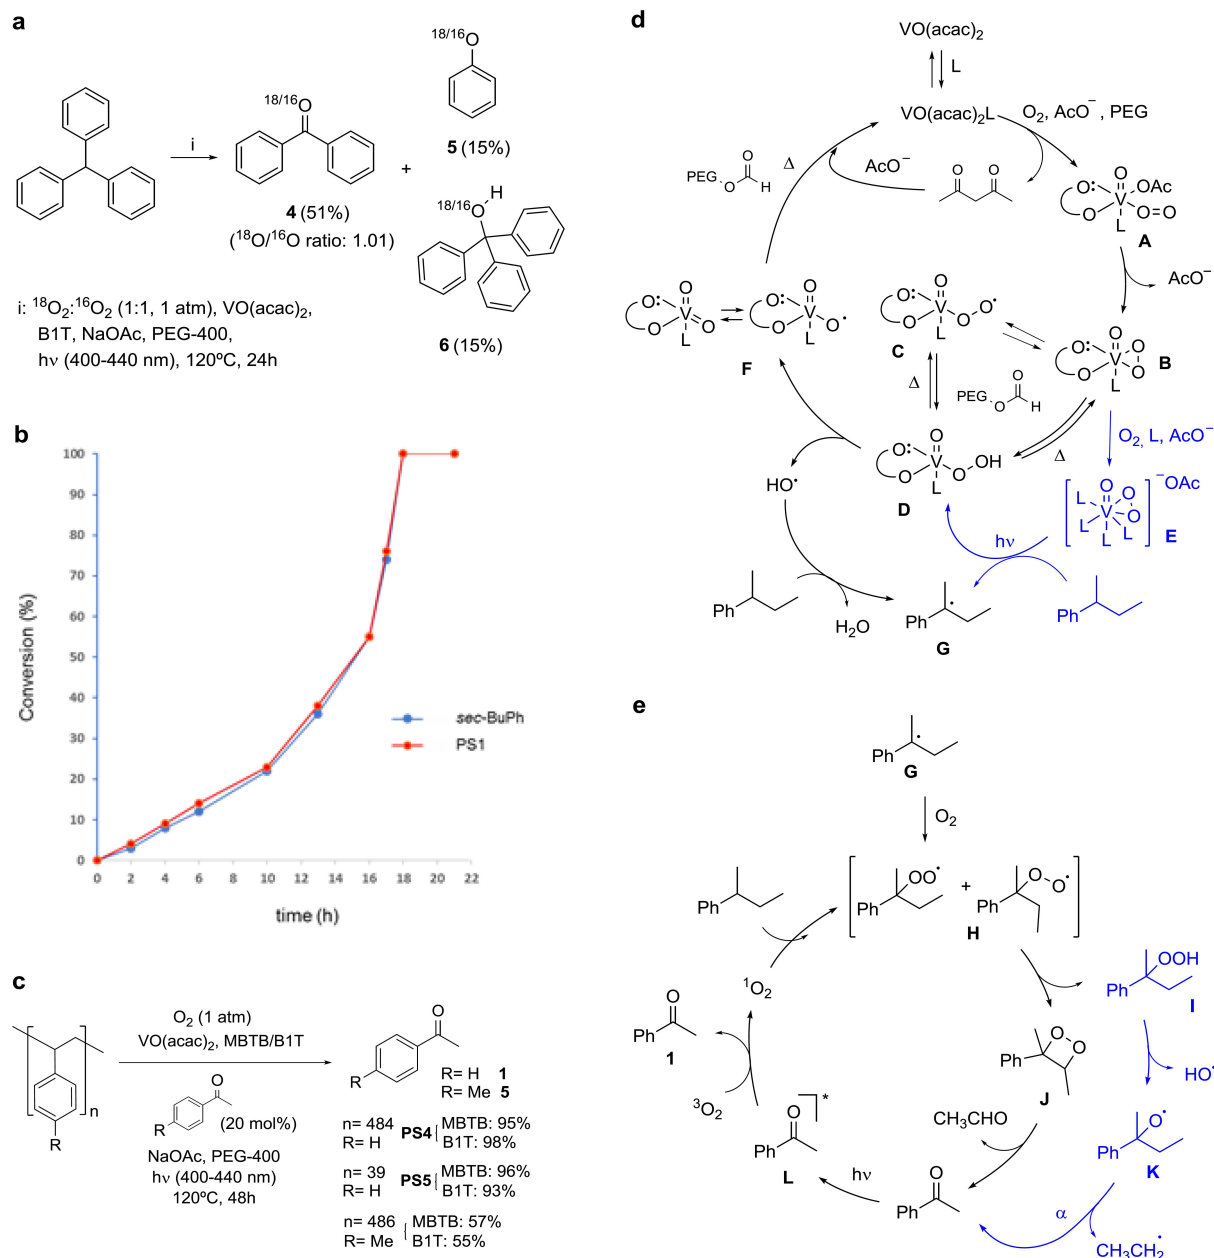 a
18/16O
18/16O
5 (15%)
i
+
18/16O
H
4 (51%)
(18O/16O ratio: 1.01)
i: 18O2:16O2 (1:1, 1 atm), VO(acac)2,
B1T, NaOAc, PEG-400,
hν (400-440 nm), 120ºC, 24h
6 (15%)
b
100
90
80
70
60
50
40
30
20
10
0
Conversion (%)
0 2 4 6 8 10 12 14 16 18 20 22
time (h)
sec-BuPh
PS1
c
O2 (1 atm)
VO(acac)2, MBTB/B1T
n
R
R
O
(20 mol%)
NaOAc, PEG-400
hν (400-440 nm)
120ºC, 48h
O
R
R= H 1
R= Me 5
n= 484
R= H
PS4
MBTB: 95%
B1T: 98%
n= 39
R= H
PS5
MBTB: 96%
B1T: 93%
n= 486
R= Me
MBTB: 57%
B1T: 55%
d
VO(acac)2
L
VO(acac)2L
O2, AcO−, PEG
AcO−
O O
PEG O O H
Δ
O: O V OAc O O=O L
A
AcO−
O: O V O O L
O: O V O O• L
F
O: O V O O O• L
C
O: O V O O O L
B
Δ
PEG O O H
O: O V O O OH L
D
Δ
O2, L, AcO−
O L V O O L L L
−OAc
E
HO•
hν
Ph
H2O
Ph •
G
Ph
e
Ph •
G
O2
Ph
Ph OO•
+
Ph O O•
H
1O2
O
Ph
1
3O2
Ph OOH
I
HO•
Ph O O
J
CH3CHO
O *
Ph
L
hν
O
Ph
Ph O•
K
α
CH3CH2•